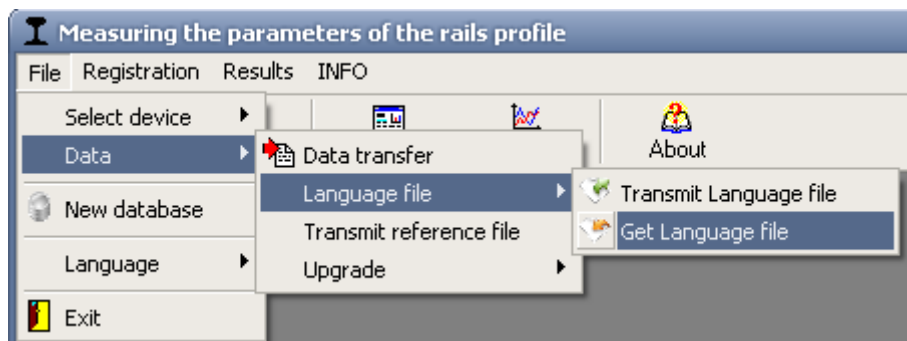 Measuring the parameters of the rails profile
File Registration Results INFO
Select device
Data
New database
Language
Exit
Data transfer
Language file
Transmit reference file
Upgrade
Transmit Language file
Get Language file
About